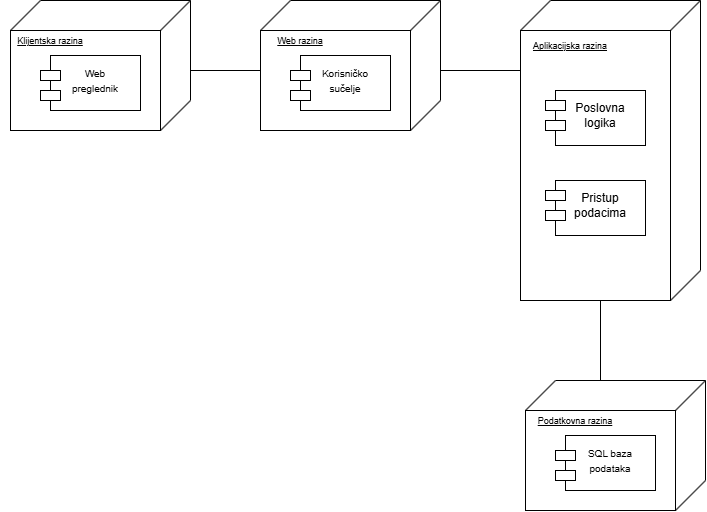 Klijentska razina
Web
preglednik
Web razina
Korisničko
sučelje
Aplikacijska razina
Poslovna
logika
Pristup
podacima
Podatkovna razina
SQL baza
podataka